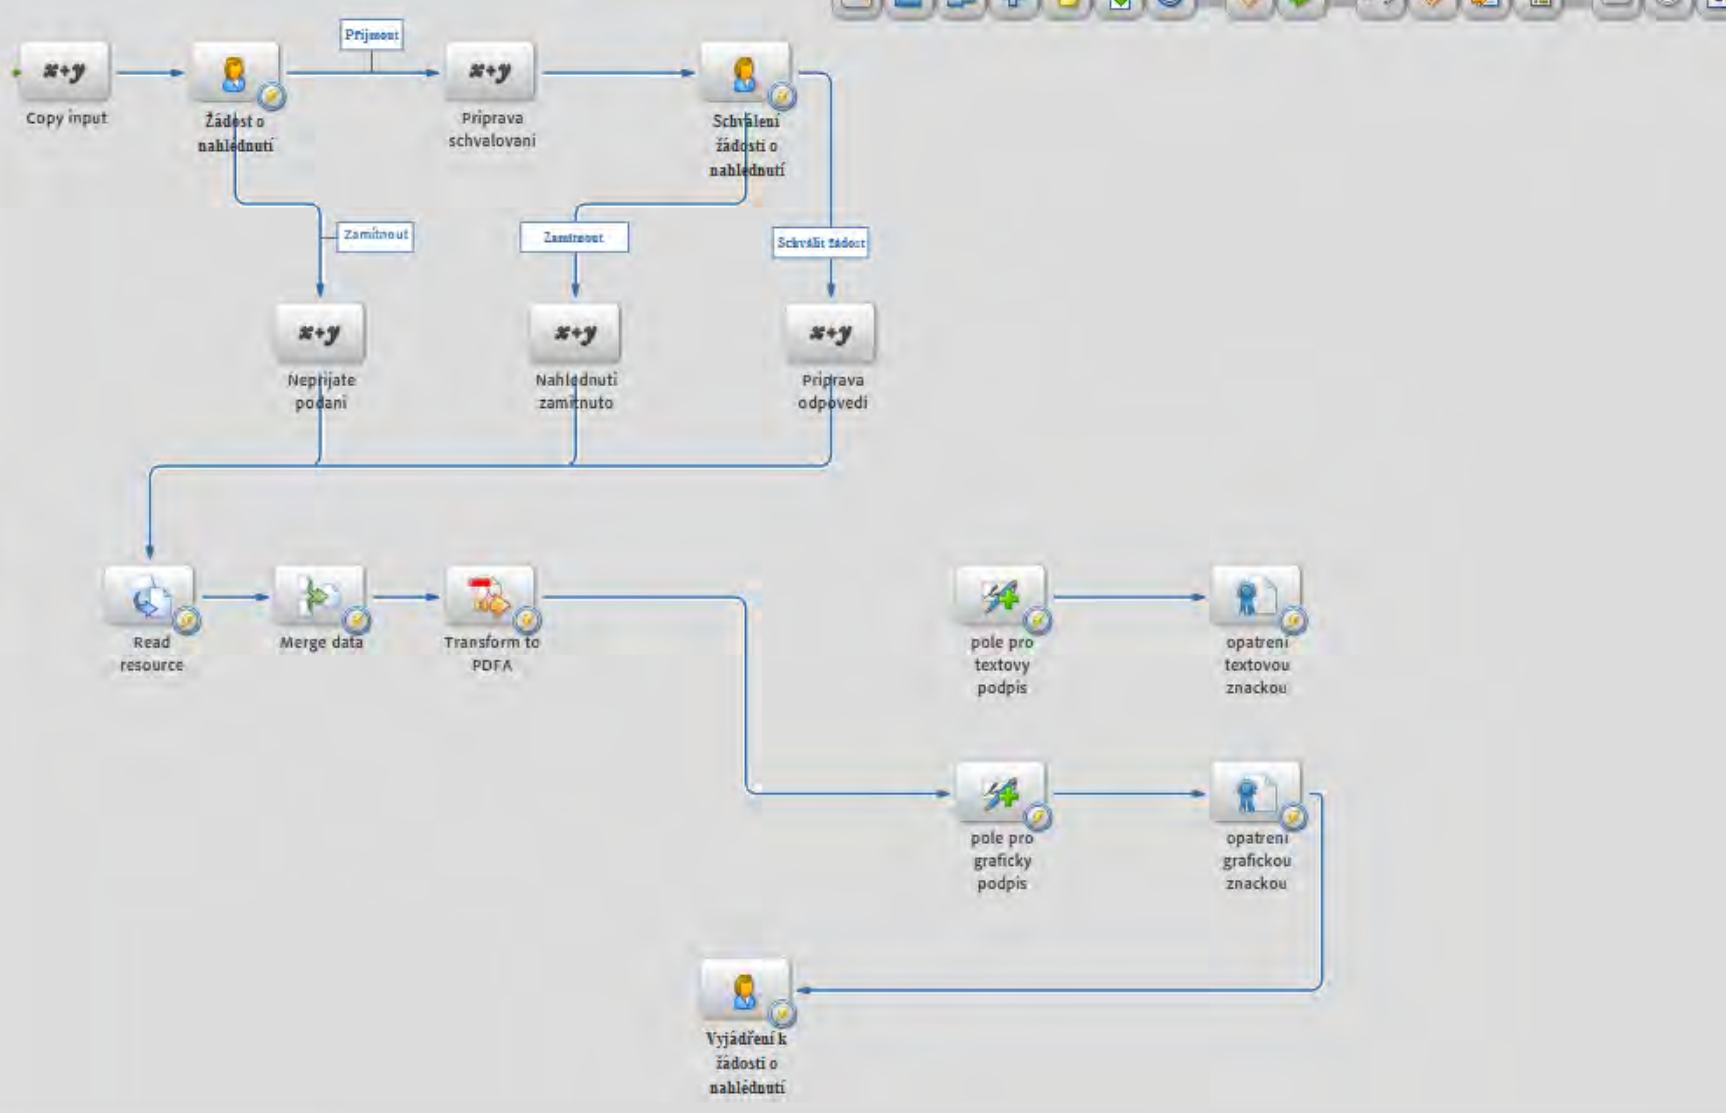 Přijmout
x+y
x+y
Copy input
Žádost o
nahlédnutí
Priprava
schvalovani
Schválení
žádosti o
nahlédnutí
Zamítnout
Zamítnout
Schválit žádost
x+y
x+y
x+y
Neprijate
podani
Nahlednuti
zamitnuto
Priprava
odpovedi
Read
resource
Merge data
Transform to
PDFA
pole pro
textovy
podpis
opatreni
textovou
znackou
pole pro
graficky
podpis
opatreni
grafickou
znackou
Vyjádření k
žádosti o
nahlédnutí